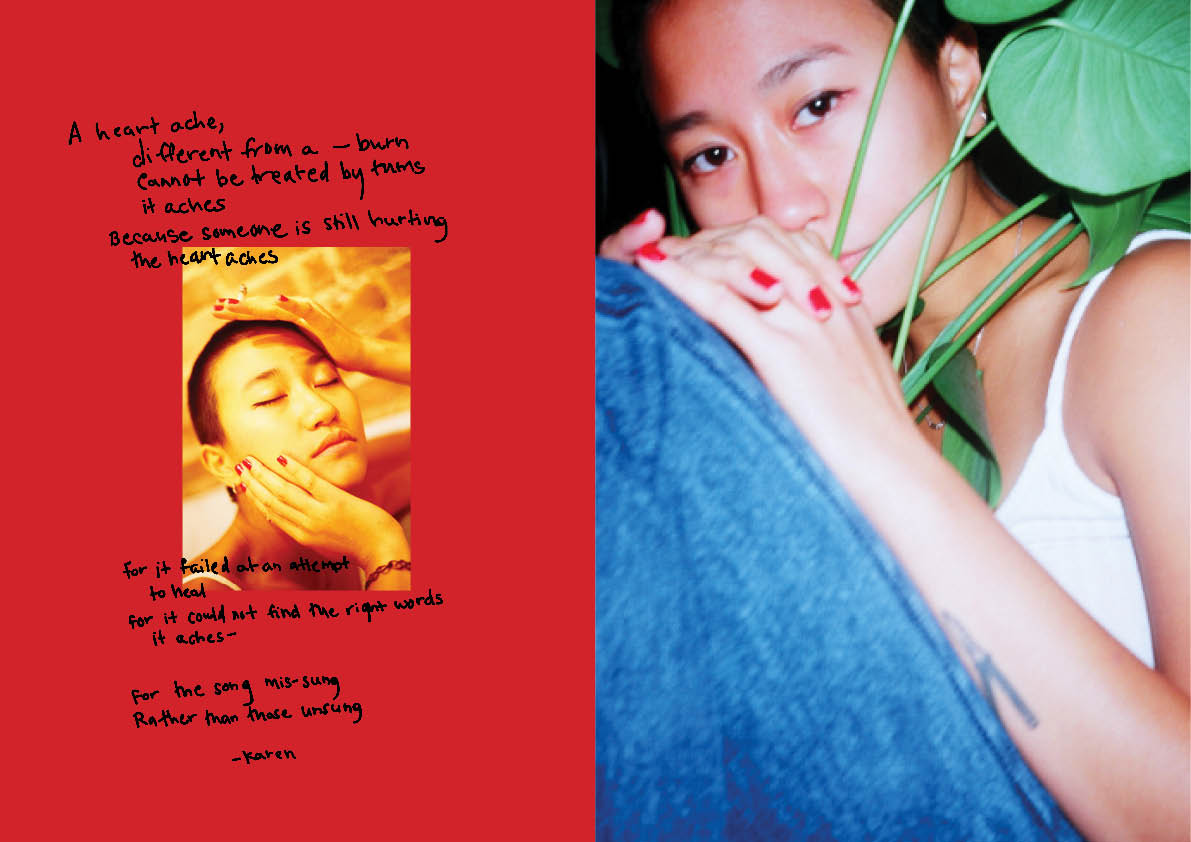 A heart ache,
different from a — burn
cannot be treated by tums
it aches
Because someone is still hurting
the heart aches
for it failed at an attempt
to heal
for it could not find the right words
it aches-
For the song mis-sung
Rather than those unsung
-Karen